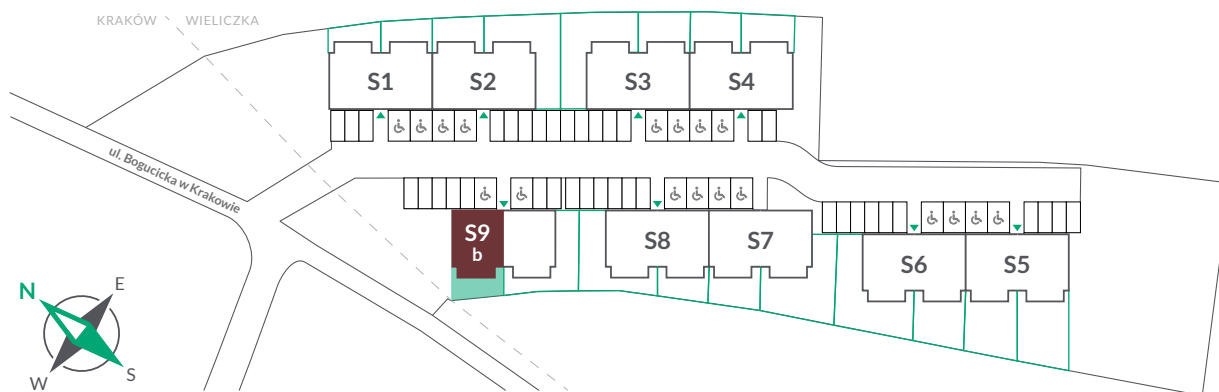 KRAKÓW WIELICZKA
S1 S2 S3 S4
ul. Bogucicka w Krakowie
S9 S8 S7
b
S6 S5
N E
W S